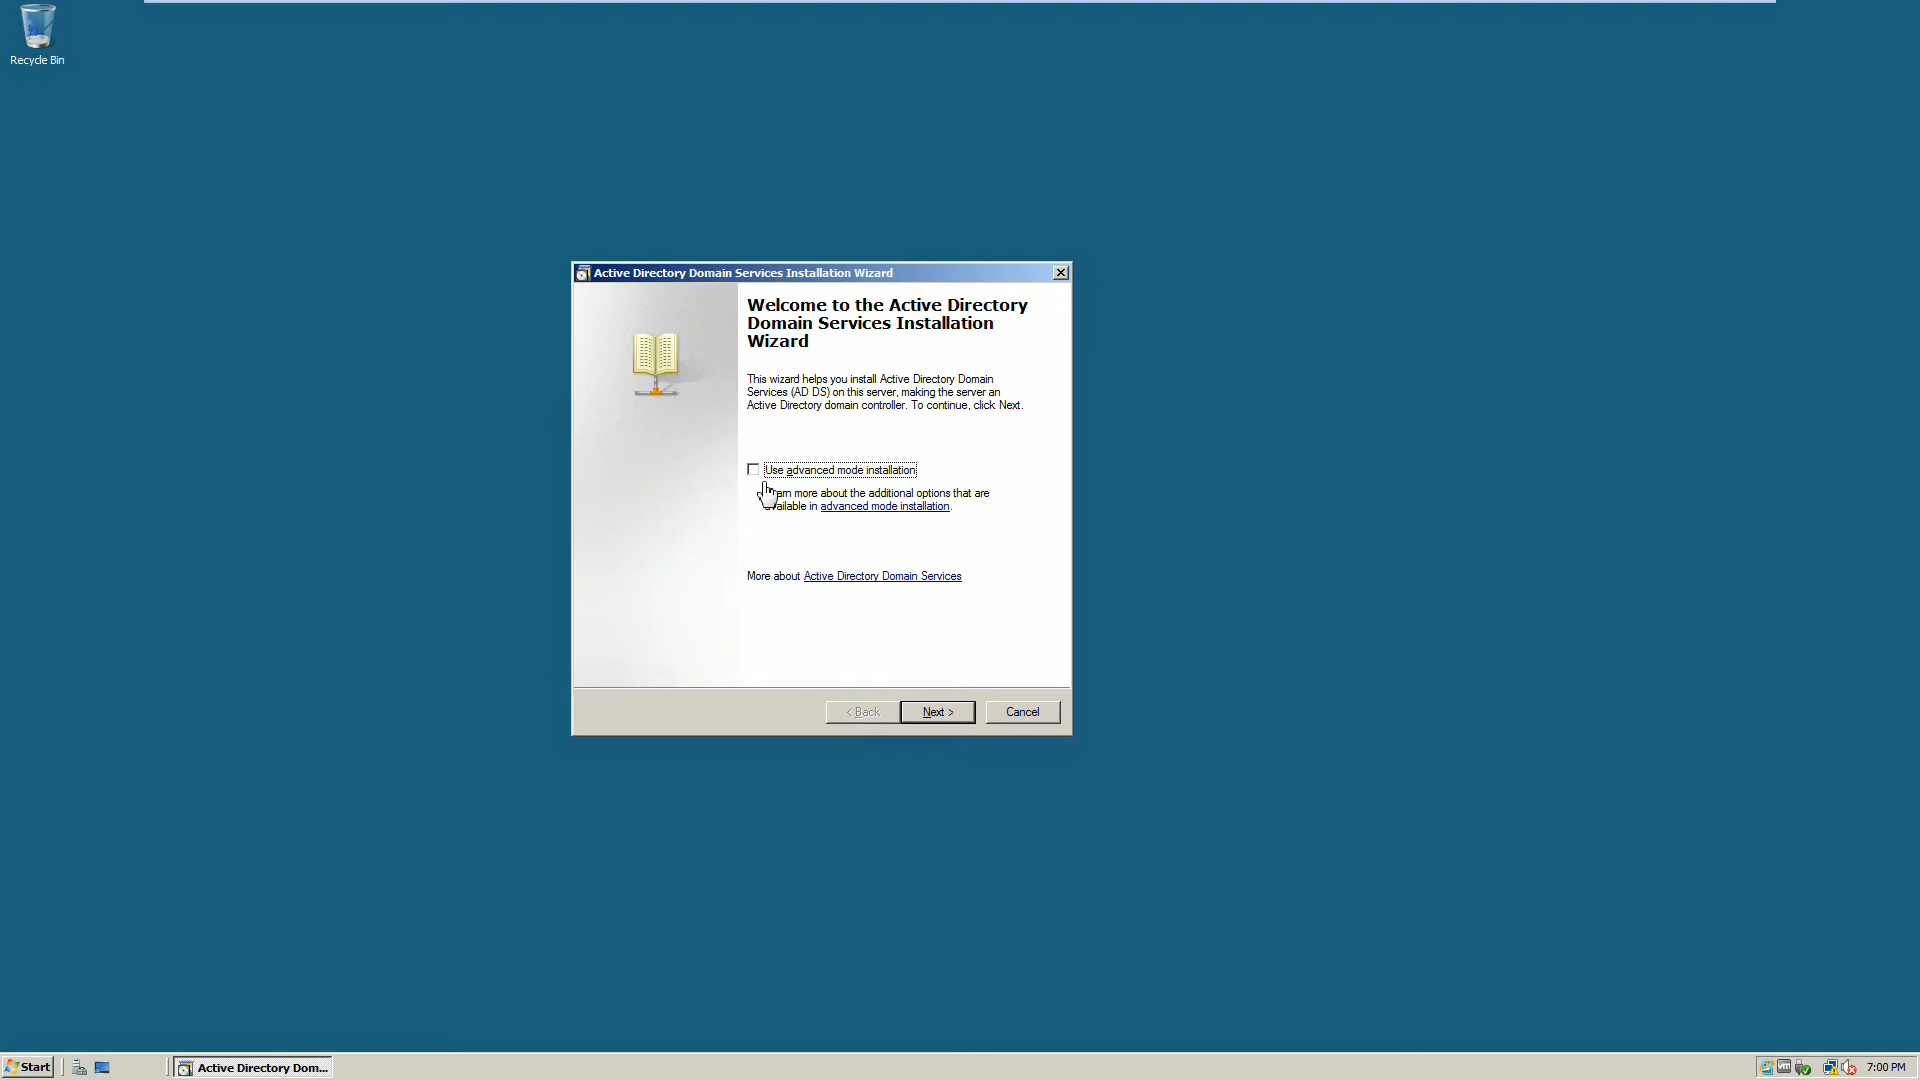 Recycle Bin
Active Directory Domain Services Installation Wizard
Welcome to the Active Directory
Domain Services Installation
Wizard
This wizard helps you install Active Directory Domain
Services (AD DS) on this server, making the server an
Active Directory domain controller. To continue, click Next.
Use advanced mode installation
more about the additional options that are
in advanced mode installation.
More about Active Directory Domain Services
< Back
Next >
Cancel
Start
Active Directory Dom...
vm
7:00 PM